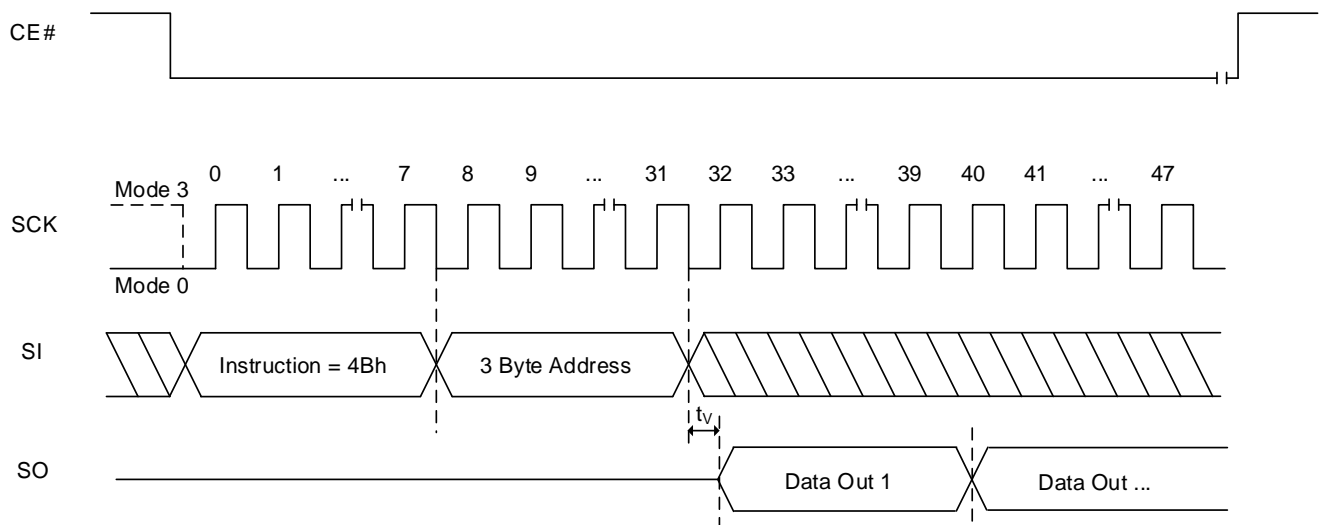 CE#
0 1 ... 7 8 9 ... 31 32 33 ... 39 40 41 ... 47
Mode 3
SCK
Mode 0
SI
Instruction = 4Bh
3 Byte Address
tV
SO
Data Out 1
Data Out ...